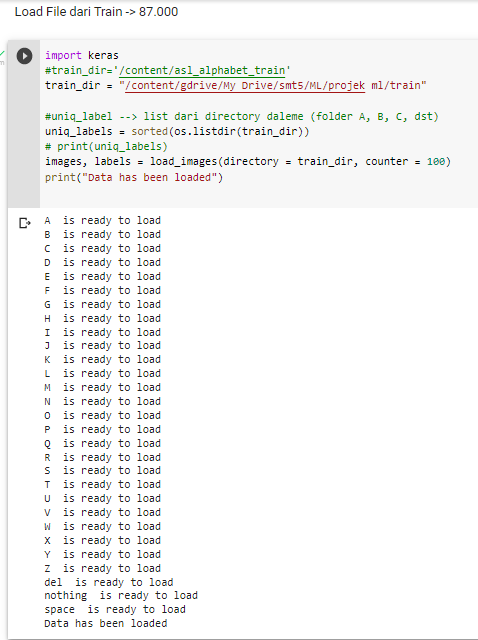 Load File dari Train -> 87.000
import keras
#train_dir='/content/asl_alphabet_train'
train_dir = "/content/gdrive/My Drive/smt5/ML/projek ml/train"
#uniq_label --> list dari directory daleme (folder A, B, C, dst)
uniq_labels = sorted(os.listdir(train_dir))
# print(uniq_labels)
images, labels = load_images(directory = train_dir, counter = 100)
print("Data has been loaded")
A  is ready to load
B  is ready to load
C  is ready to load
D  is ready to load
E  is ready to load
F  is ready to load
G  is ready to load
H  is ready to load
I  is ready to load
J  is ready to load
K  is ready to load
L  is ready to load
M  is ready to load
N  is ready to load
O  is ready to load
P  is ready to load
Q  is ready to load
R  is ready to load
S  is ready to load
T  is ready to load
U  is ready to load
V  is ready to load
W  is ready to load
X  is ready to load
Y  is ready to load
Z  is ready to load
del  is ready to load
nothing  is ready to load
space  is ready to load
Data has been loaded